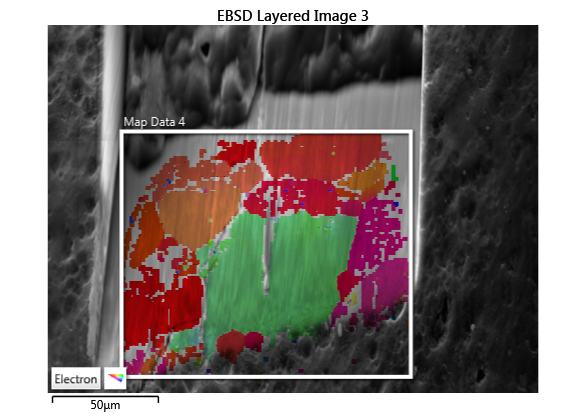 EBSD Layered Image 3
Map Data 4
Electron
50µm